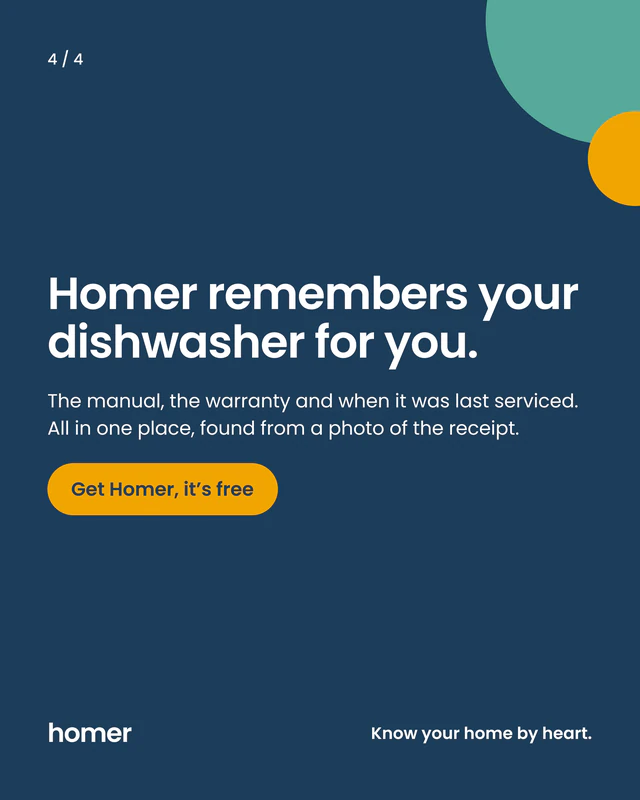 4 / 4
Homer remembers your
dishwasher for you.
The manual, the warranty and when it was last serviced.
All in one place, found from a photo of the receipt.
Get Homer, it’s free
homer
Know your home by heart.